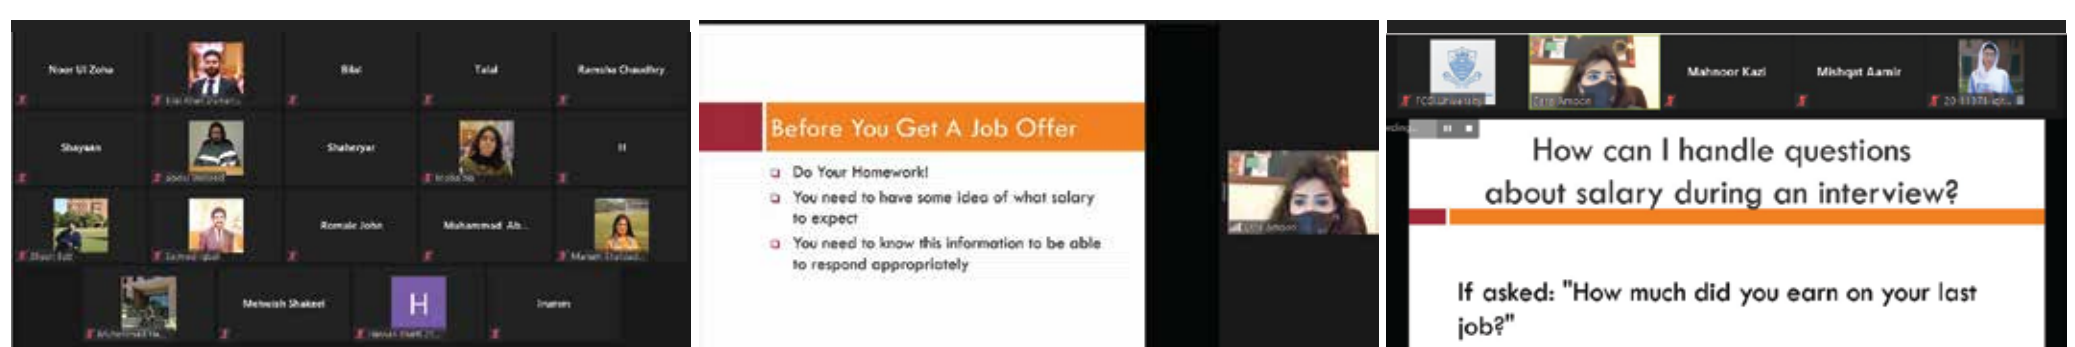 Noor Ul Zoha
Bilal
Talal
Ramsha Chaudhry
Shayaan
Shaheryar
H
Romale John
Muhammad Ab...
Mehwish Shakeel
H
Before You Get A Job Offer
Do Your Homework!
You need to have some idea of what salary
to expect
You need to know this information to be able
to respond appropriately
Mahnoor Kazi
Mishqat Aamir
How can I handle questions
about salary during an interview?
If asked: "How much did you earn on your last
job?"